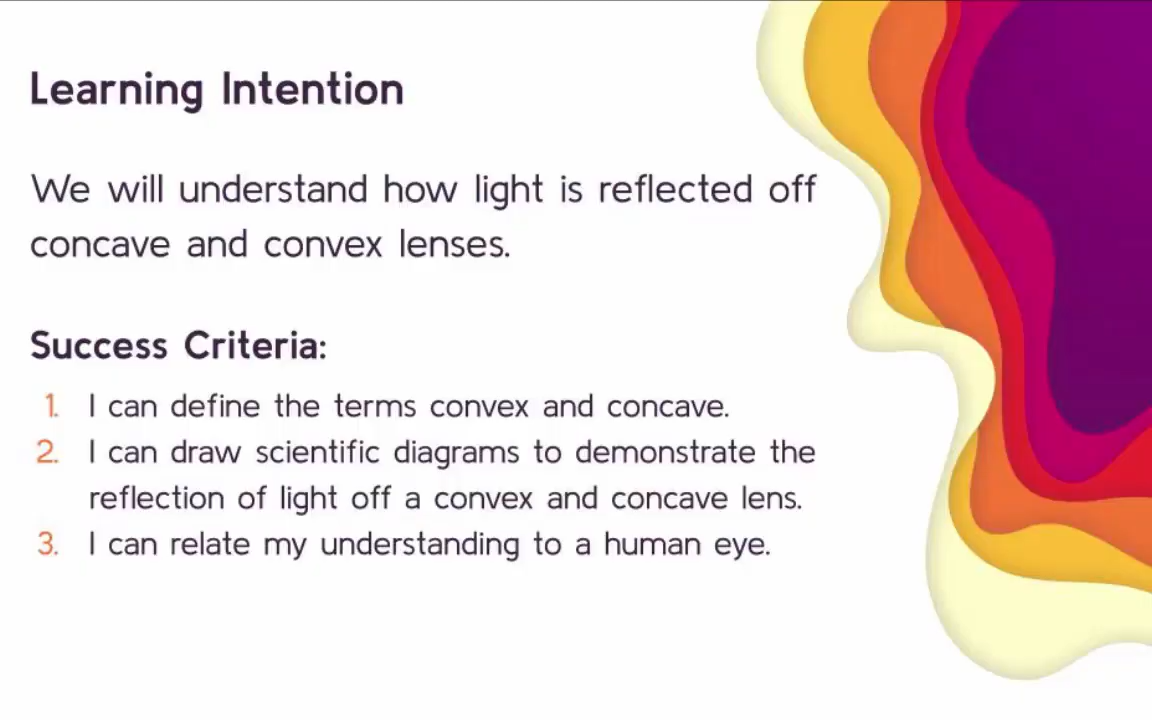 Learning Intention
We will understand how light is reflected off
concave and convex lenses.
Success Criteria:
1. I can define the terms convex and concave.
2. I can draw scientific diagrams to demonstrate the
reflection of light off a convex and concave lens.
3. I can relate my understanding to a human eye.